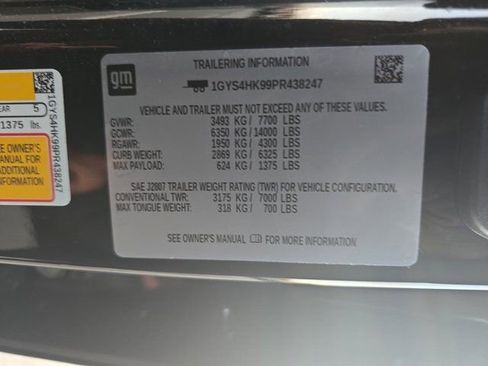 TRAILERING INFORMATION
gm
1GYS4HK99PR438247
VEHICLE AND TRAILER MUST NOT EXCEED ANY OF THESE VALUES.
GVWR: 3493 KG / 7700 LBS
GCWR: 6350 KG / 14000 LBS
RGAWR: 1950 KG / 4300 LBS
CURB WEIGHT: 2869 KG / 6325 LBS
MAX PAYLOAD: 624 KG / 1375 LBS
SAE J2807 TRAILER WEIGHT RATING (TWR) FOR VEHICLE CONFIGURATION.
CONVENTIONAL TWR: 3175 KG / 7000 LBS
MAX TONGUE WEIGHT: 318 KG / 700 LBS
SEE OWNER'S MANUAL FOR MORE INFORMATION
EAR 5
1375 lbs.
SEE OWNER'S
MANUAL FOR
ADDITIONAL
INFORMATION
1GYS4HK99PR438247